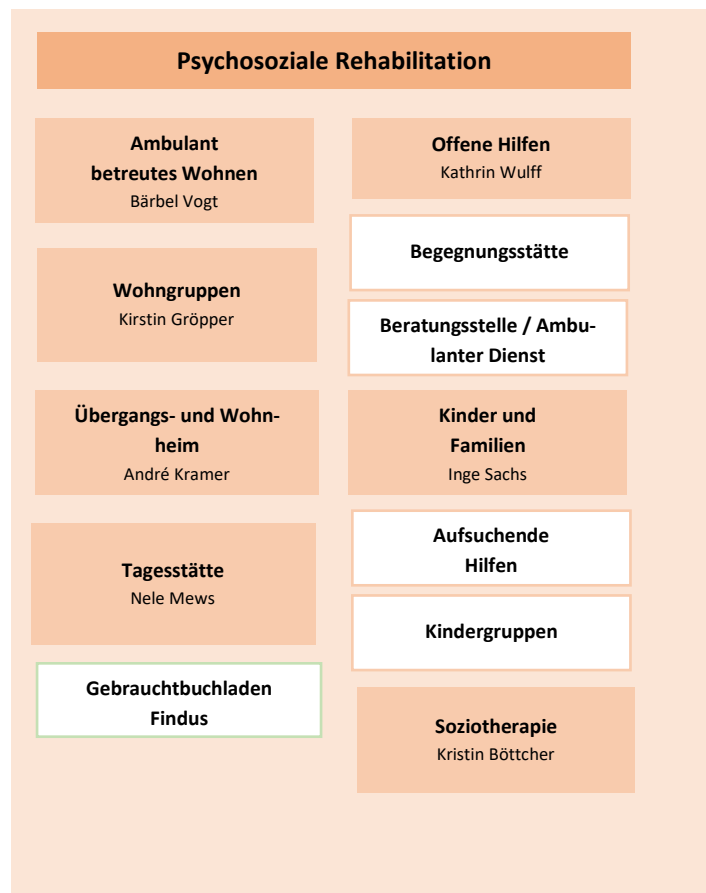 Psychosoziale Rehabilitation
Ambulant
betreutes Wohnen
Bärbel Vogt
Wohngruppen
Kirstin Gröpper
Übergangs- und Wohn-
heim
André Kramer
Tagesstätte
Nele Mews
Gebrauchtbuchladen
Findus
Offene Hilfen
Kathrin Wulff
Begegnungsstätte
Beratungsstelle / Ambu-
lanter Dienst
Kinder und
Familien
Inge Sachs
Aufsuchende
Hilfen
Kindergruppen
Soziotherapie
Kristin Böttcher